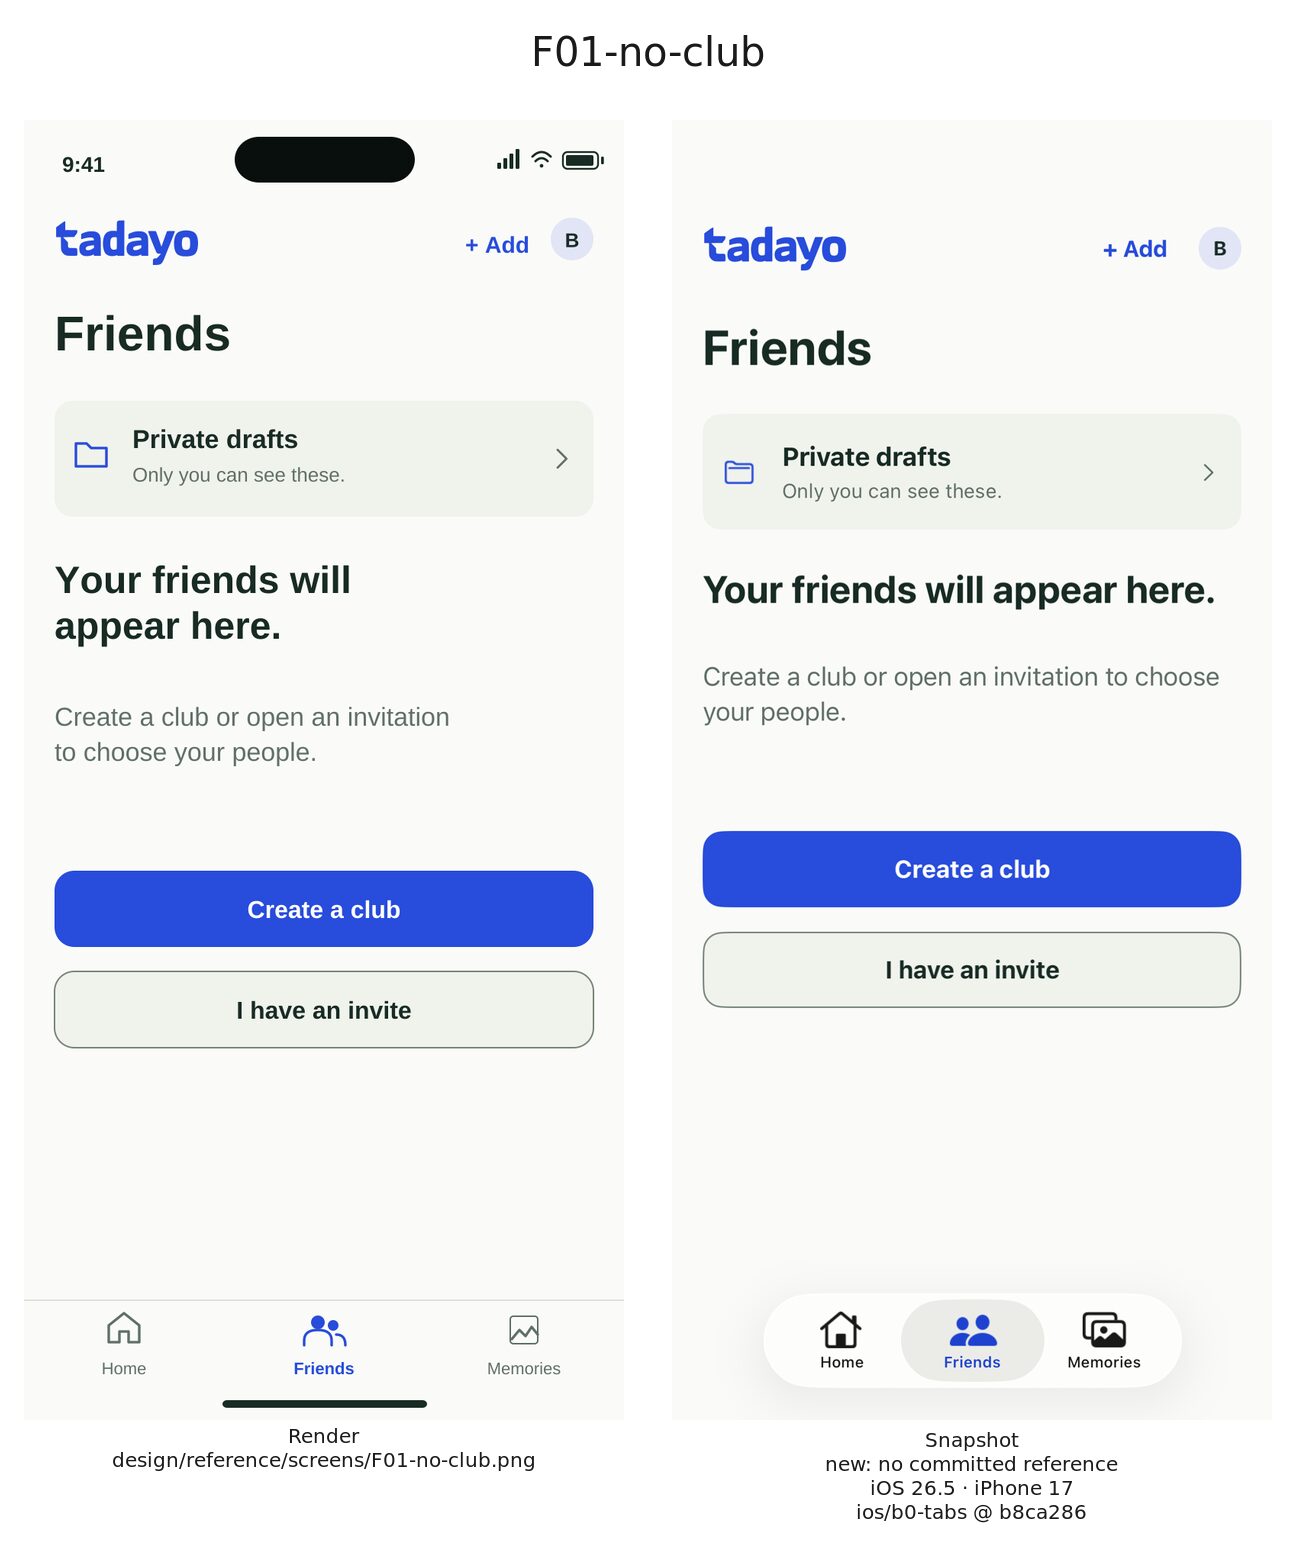 F01-no-club
9:41
tadayo
+ Add
B
Friends
Private drafts
Only you can see these.
Your friends will
appear here.
Create a club or open an invitation
to choose your people.
Create a club
I have an invite
Home
Friends
Memories
Render
design/reference/screens/F01-no-club.png
tadayo
+ Add
B
Friends
Private drafts
Only you can see these.
Your friends will appear here.
Create a club or open an invitation to choose
your people.
Create a club
I have an invite
Home
Friends
Memories
Snapshot
new: no committed reference
iOS 26.5 · iPhone 17
ios/b0-tabs @ b8ca286